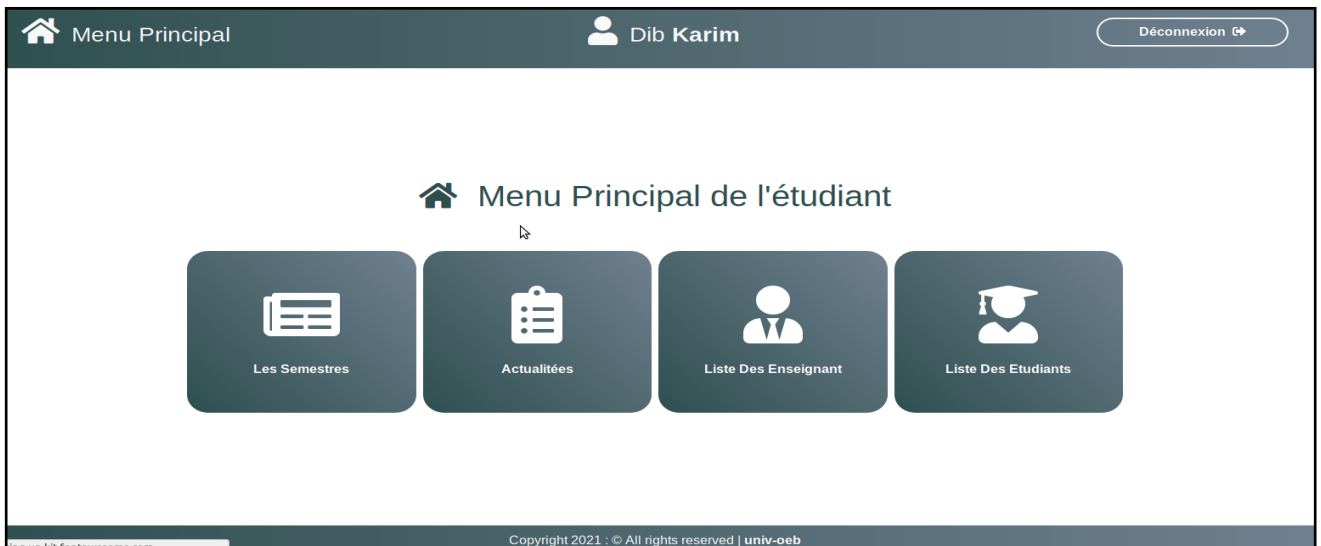 Menu Principal
Dib Karim
Déconnexion
Menu Principal de l'étudiant
Les Semestres
Actualitées
Liste Des Enseignant
Liste Des Etudiants
Copyright 2021 : © All rights reserved | univ-oeb